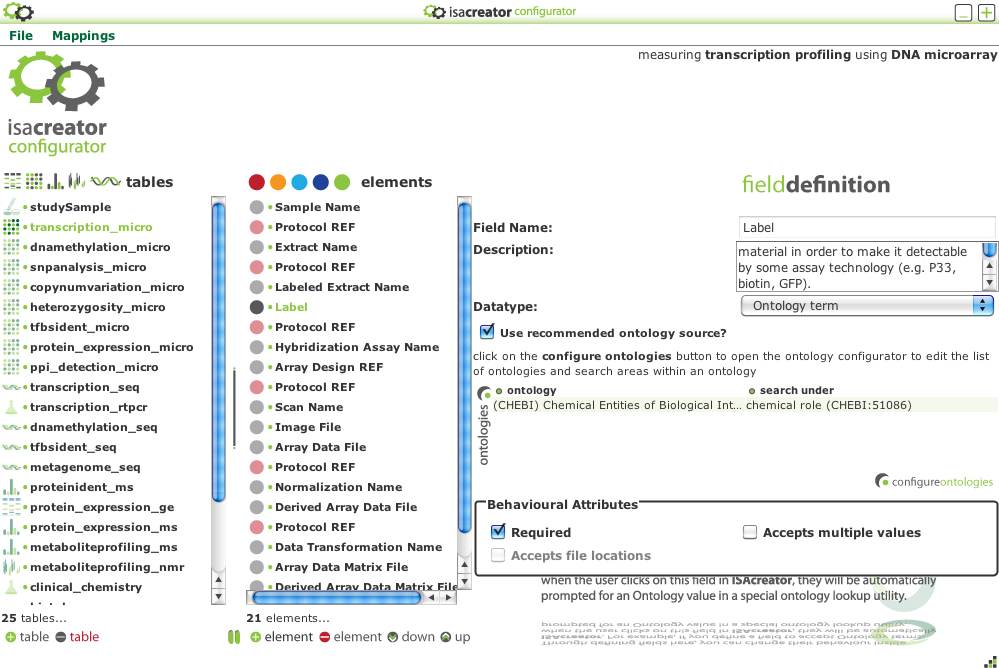 isacreator configurator
File Mappings
measuring transcription profiling using DNA microarray
isacreator
configurator
tables
elements
fielddefinition
studySample
transcription_micro
dnamethylation_micro
snpanalysis_micro
copynumvariation_micro
heterozygosity_micro
tfbsident_micro
protein_expression_micro
ppi_detection_micro
transcription_seq
transcription_rtpcr
dnamethylation_seq
tfbsident_seq
metagenome_seq
proteinident_ms
protein_expression_ge
protein_expression_ms
metaboliteprofiling_ms
metaboliteprofiling_nmr
clinical_chemistry
25 tables...
table table
Sample Name
Protocol REF
Extract Name
Protocol REF
Labeled Extract Name
Label
Protocol REF
Hybridization Assay Name
Array Design REF
Protocol REF
Scan Name
Image File
Array Data File
Protocol REF
Normalization Name
Derived Array Data File
Protocol REF
Data Transformation Name
Array Data Matrix File
Derived Array Data Matrix File
21 elements...
element element down up
Field Name: Label
Description: material in order to make it detectable
by some assay technology (e.g. P33,
biotin, GFP).
Datatype: Ontology term
Use recommended ontology source?
click on the configure ontologies button to open the ontology configurator to edit the list
of ontologies and search areas within an ontology
ontologies
ontology search under
(CHEBI) Chemical Entities of Biological Int... chemical role (CHEBI:51086)
configureontologies
Behavioural Attributes
Required Accepts multiple values
Accepts file locations
when the user clicks on this field in ISAcreator, they will be automatically
prompted for an Ontology value in a special ontology lookup utility.